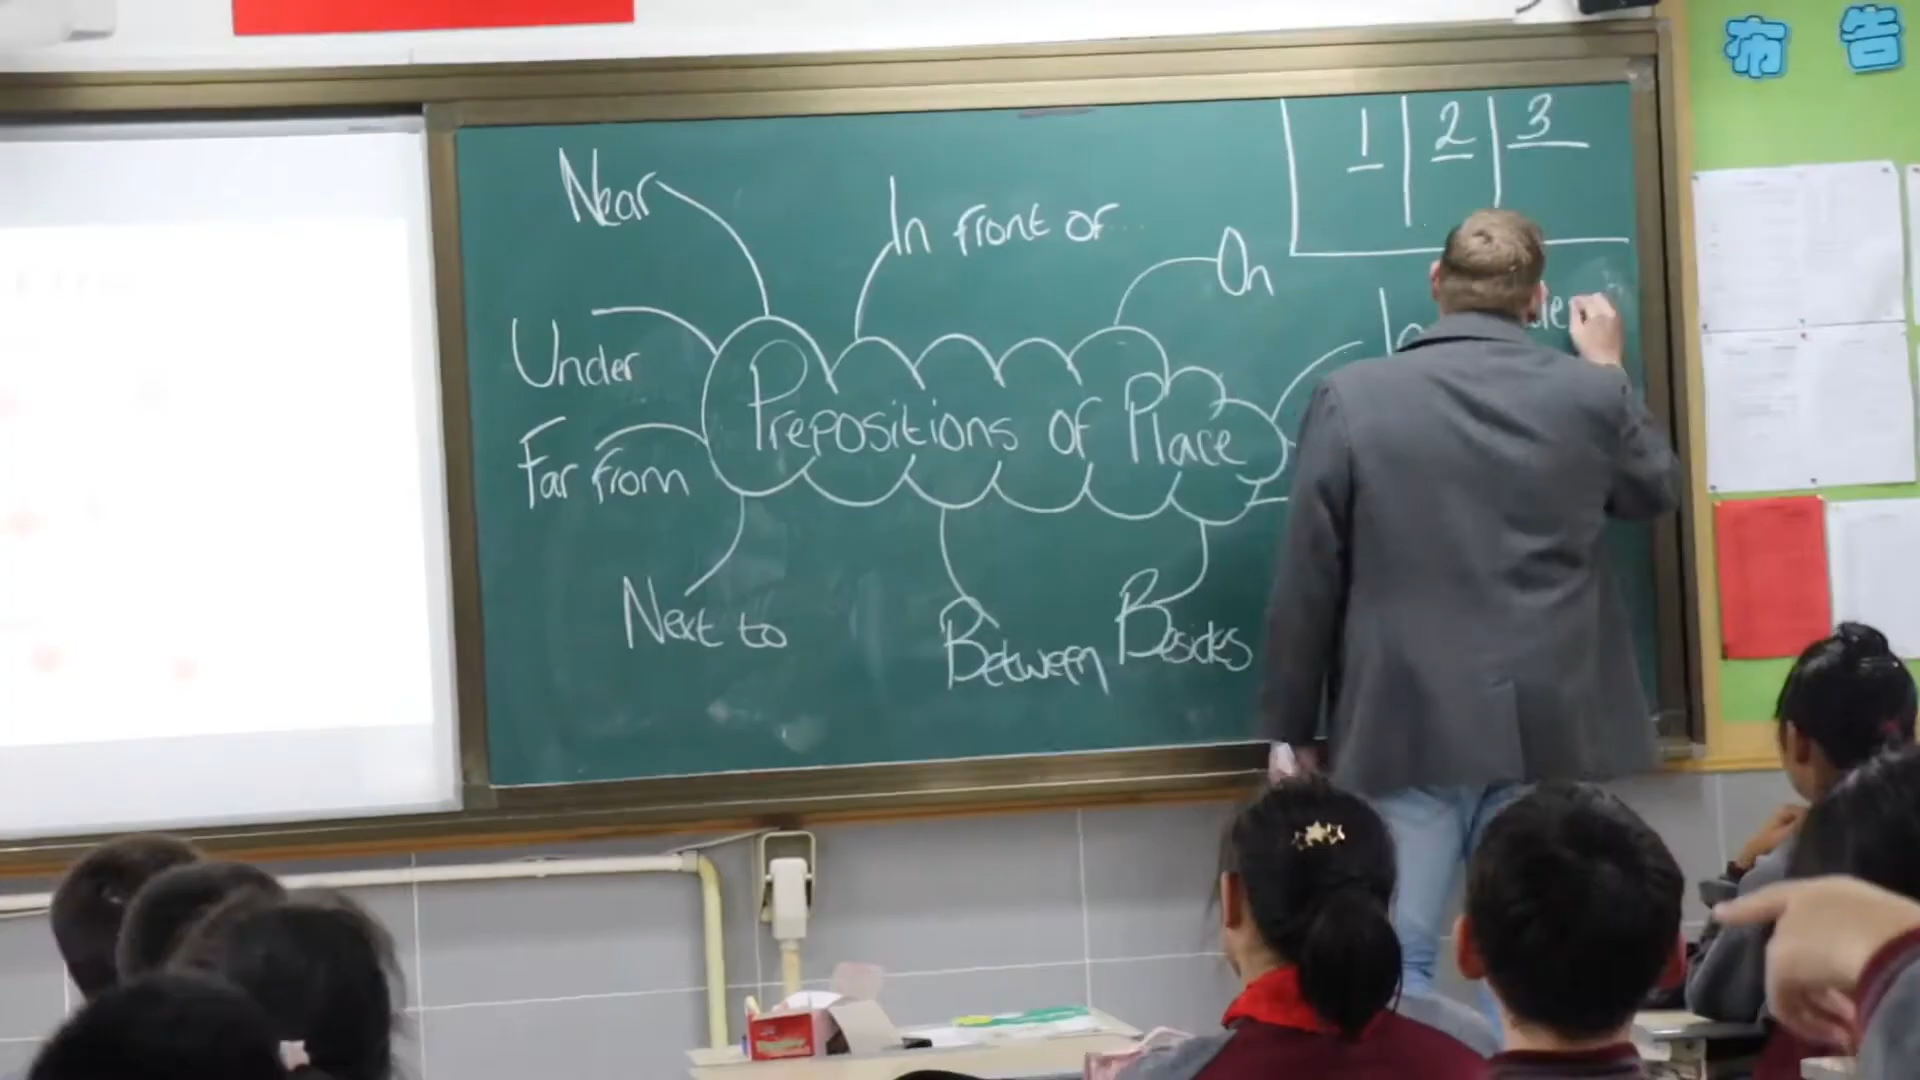 布告
1 2 3
Near
In front of...
On
In
Under
Prepositions of Place
Far from
Next to
Between
Besides